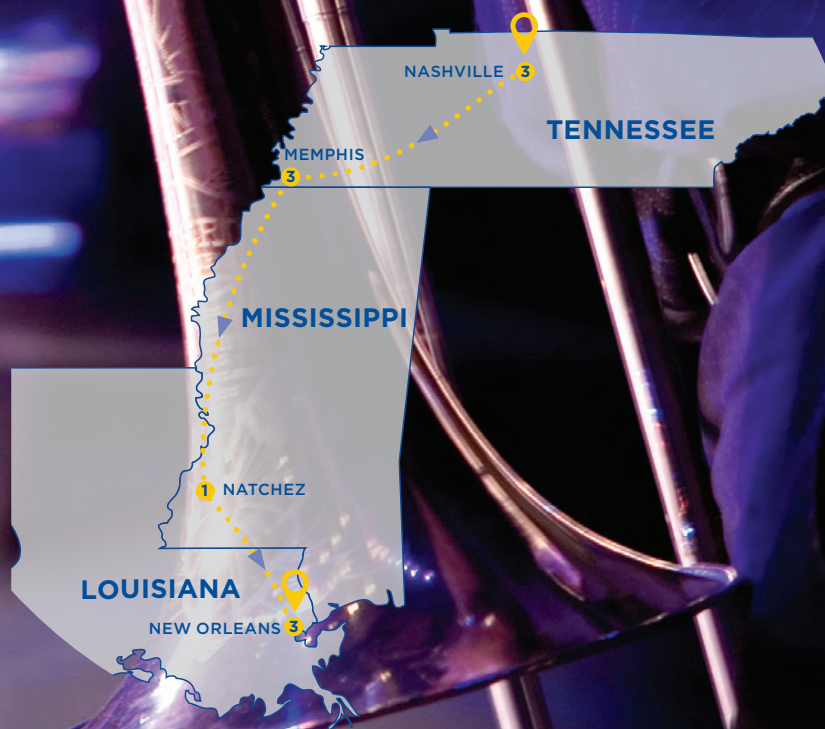 NASHVILLE 3
TENNESSEE
MEMPHIS
3
MISSISSIPPI
1 NATCHEZ
LOUISIANA
NEW ORLEANS 3